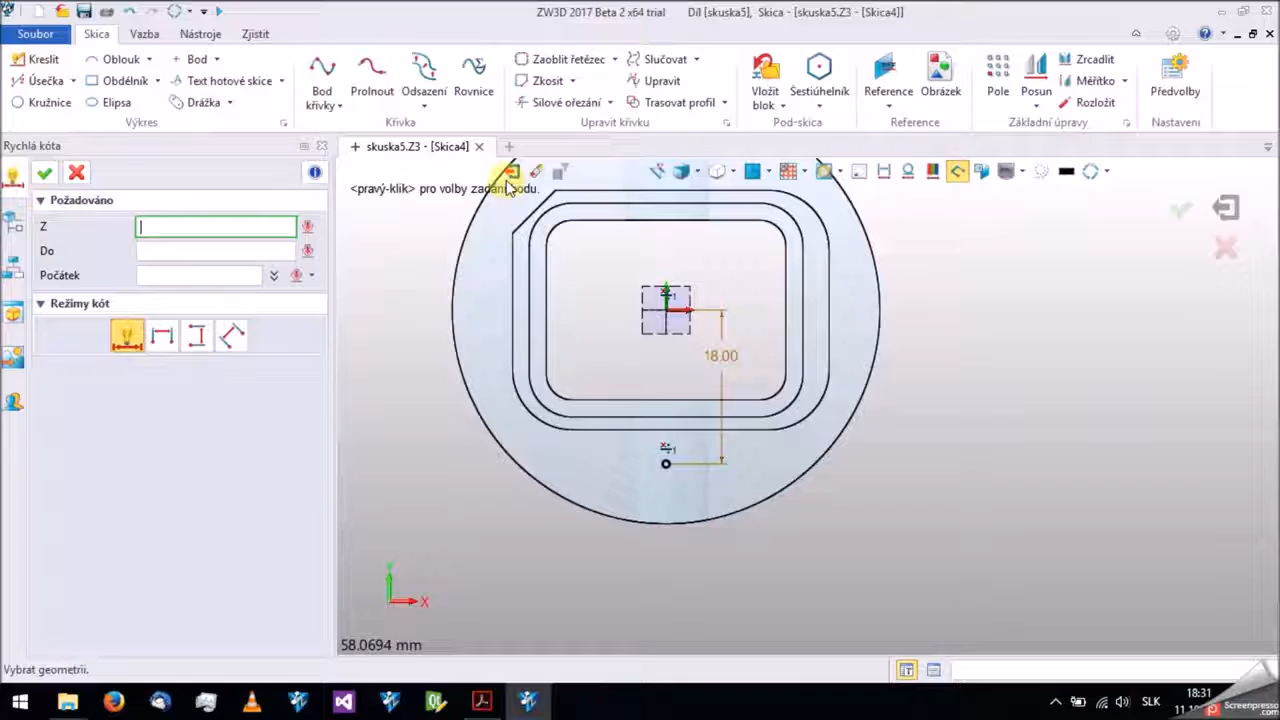 ZW3D 2017 Beta 2 x64 trial Díl [skuska5], Skica - [skuska5.Z3 - [Skica4]]
Soubor Skica Vazba Nástroje Zjistit
Kreslit Oblouk Bod Zaoblit řetězec Slučovat Zrcadlit
Úsečka Obdélník Text hotové skice Zkosit Upravit Měřítko
Kružnice Elipsa Drážka Silové ořezání Trasovat profil Rozložit
Bod křivky Prolnout Odsazení Rovnice Vložit blok Šestiúhelník Reference Obrázek Pole Posun Předvolby
Výkres Křivka Upravit křivku Pod-skica Reference Základní úpravy Nastaveni
Rychlá kóta
skuska5.Z3 - [Skica4]
<pravý-klik> pro volby zadání bodu.
Požadováno
Z
Do
Počátek
Režimy kót
18.00
Y
X
58.0694 mm
Vybrat geometrii.
SLK
18:31
Screenpresso
.com